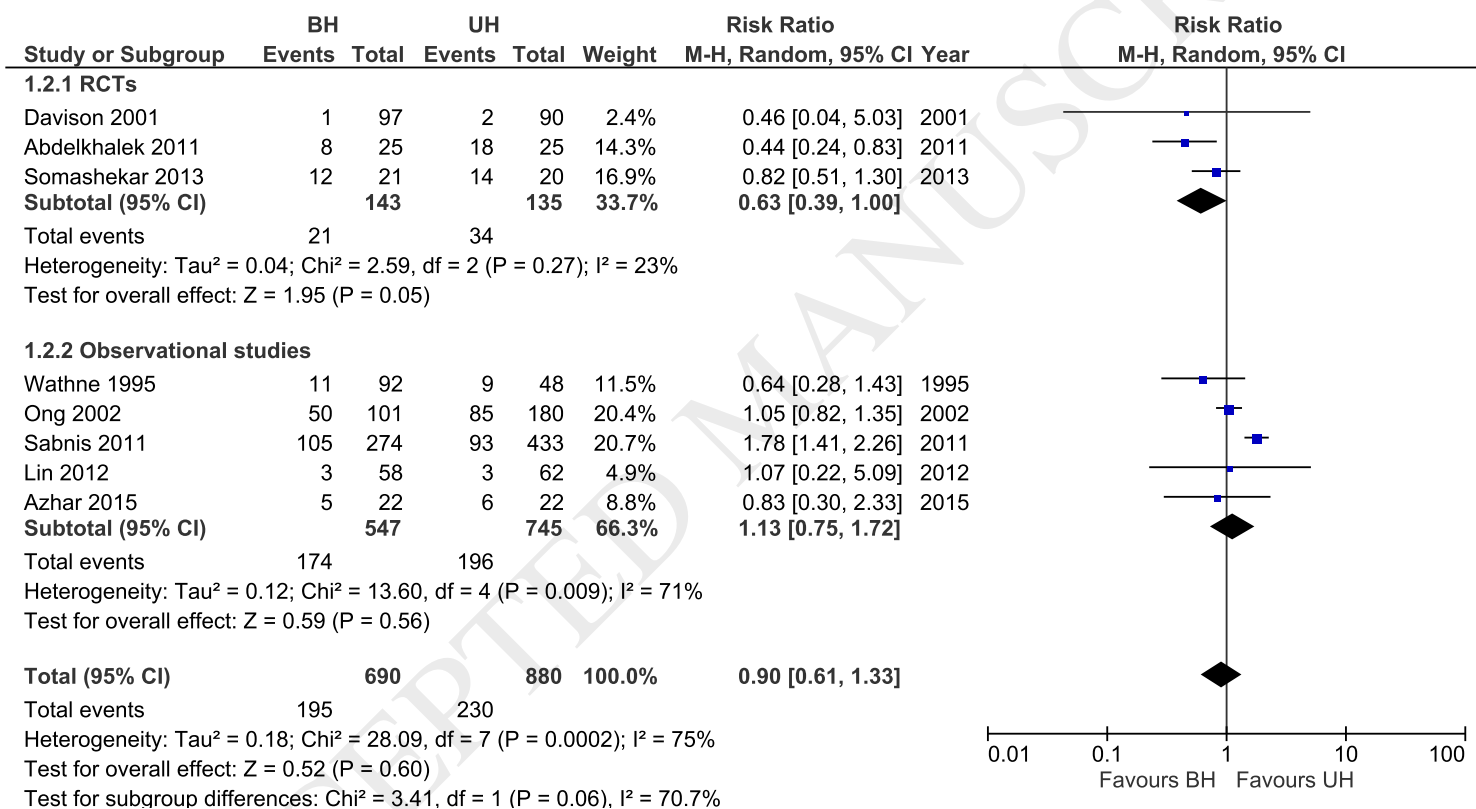 BH UH Risk Ratio Risk Ratio
Study or Subgroup Events Total Events Total Weight M-H, Random, 95% CI Year M-H, Random, 95% CI
1.2.1 RCTs
Davison 2001 1 97 2 90 2.4% 0.46 [0.04, 5.03] 2001
Abdelkhalek 2011 8 25 18 25 14.3% 0.44 [0.24, 0.83] 2011
Somashekar 2013 12 21 14 20 16.9% 0.82 [0.51, 1.30] 2013
Subtotal (95% CI) 143 135 33.7% 0.63 [0.39, 1.00]
Total events 21 34
Heterogeneity: Tau² = 0.04; Chi² = 2.59, df = 2 (P = 0.27); I² = 23%
Test for overall effect: Z = 1.95 (P = 0.05)
1.2.2 Observational studies
Wathne 1995 11 92 9 48 11.5% 0.64 [0.28, 1.43] 1995
Ong 2002 50 101 85 180 20.4% 1.05 [0.82, 1.35] 2002
Sabnis 2011 105 274 93 433 20.7% 1.78 [1.41, 2.26] 2011
Lin 2012 3 58 3 62 4.9% 1.07 [0.22, 5.09] 2012
Azhar 2015 5 22 6 22 8.8% 0.83 [0.30, 2.33] 2015
Subtotal (95% CI) 547 745 66.3% 1.13 [0.75, 1.72]
Total events 174 196
Heterogeneity: Tau² = 0.12; Chi² = 13.60, df = 4 (P = 0.009); I² = 71%
Test for overall effect: Z = 0.59 (P = 0.56)
Total (95% CI) 690 880 100.0% 0.90 [0.61, 1.33]
Total events 195 230
Heterogeneity: Tau² = 0.18; Chi² = 28.09, df = 7 (P = 0.0002); I² = 75%
Test for overall effect: Z = 0.52 (P = 0.60)
Test for subgroup differences: Chi² = 3.41, df = 1 (P = 0.06), I² = 70.7%
0.01 0.1 1 10 100
Favours BH Favours UH
EPTED MANUSC